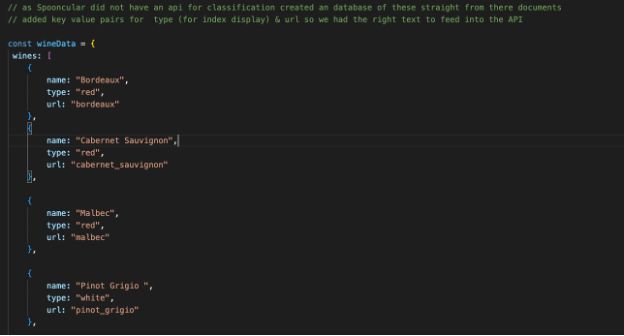 // as Spooncular did not have an api for classification created an database of these straight from there documents
// added key value pairs for  type (for index display) & url so we had the right text to feed into the API
const wineData = {
wines: [
{
name: "Bordeaux",
type: "red",
url: "bordeaux"
},
{
name: "Cabernet Sauvignon",
type: "red",
url: "cabernet_sauvignon"
},
{
name: "Malbec",
type: "red",
url: "malbec"
},
{
name: "Pinot Grigio ",
type: "white",
url: "pinot_grigio"
},